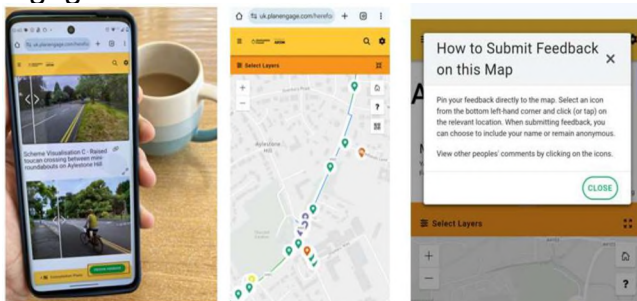 uk.planengage.com/herefo
Scheme Visualisation C - Raised
toucan crossing between mini-
roundabouts on Aylestone Hill
uk.planengage.com/herefo
Select Layers
Aylestone
Hill
How to Submit Feedback
on this Map
Pin your feedback directly to the map. Select an icon
from the bottom left-hand corner and click (or tap) on
the relevant location. When submitting feedback, you
can choose to include your name or remain anonymous.
View other peoples' comments by clicking on the icons.
CLOSE
Select Layers